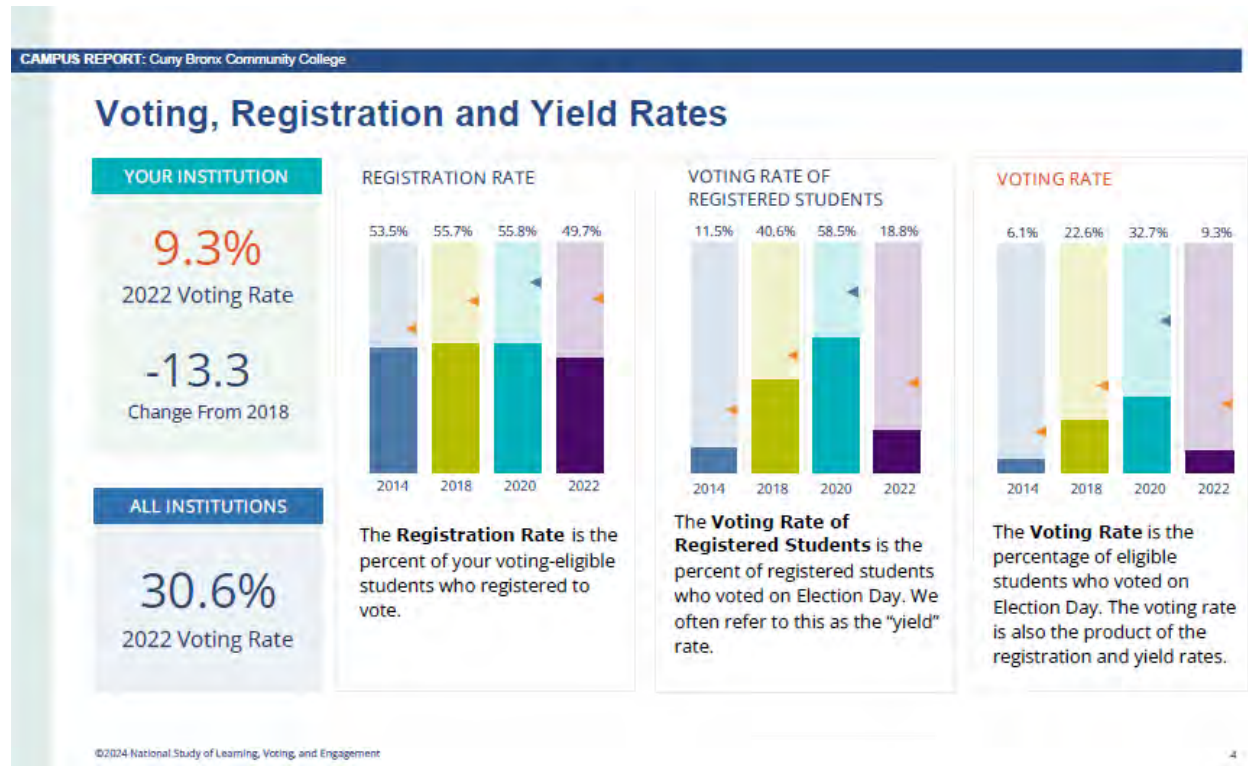 CAMPUS REPORT: Cuny Bronx Community College
Voting, Registration and Yield Rates
YOUR INSTITUTION
9.3%
2022 Voting Rate
-13.3
Change From 2018
ALL INSTITUTIONS
30.6%
2022 Voting Rate
REGISTRATION RATE
53.5% 55.7% 55.8% 49.7%
2014 2018 2020 2022
The Registration Rate is the
percent of your voting-eligible
students who registered to
vote.
VOTING RATE OF
REGISTERED STUDENTS
11.5% 40.6% 58.5% 18.8%
2014 2018 2020 2022
The Voting Rate of
Registered Students is the
percent of registered students
who voted on Election Day. We
often refer to this as the “yield”
rate.
VOTING RATE
6.1% 22.6% 32.7% 9.3%
2014 2018 2020 2022
The Voting Rate is the
percentage of eligible
students who voted on
Election Day. The voting rate
is also the product of the
registration and yield rates.
©2024 National Study of Learning, Voting, and Engagement
4